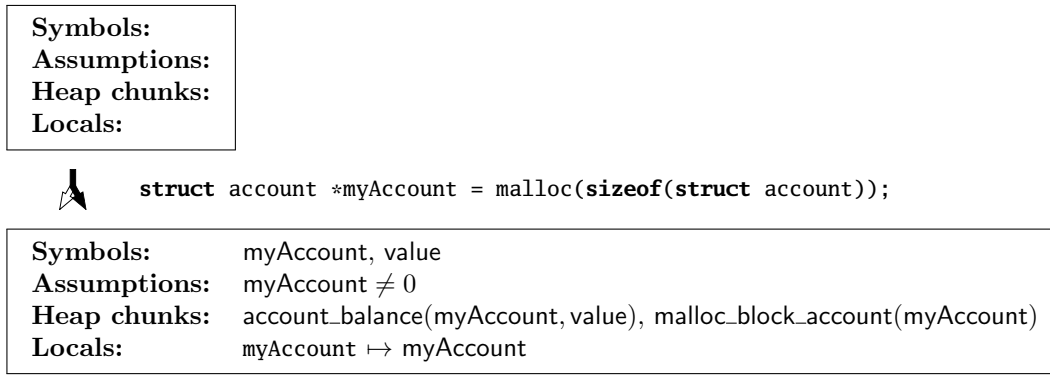 Symbols:
Assumptions:
Heap chunks:
Locals:
struct account *myAccount = malloc(sizeof(struct account));
Symbols: myAccount, value
Assumptions: myAccount ≠ 0
Heap chunks: account_balance(myAccount, value), malloc_block_account(myAccount)
Locals: myAccount ↦ myAccount